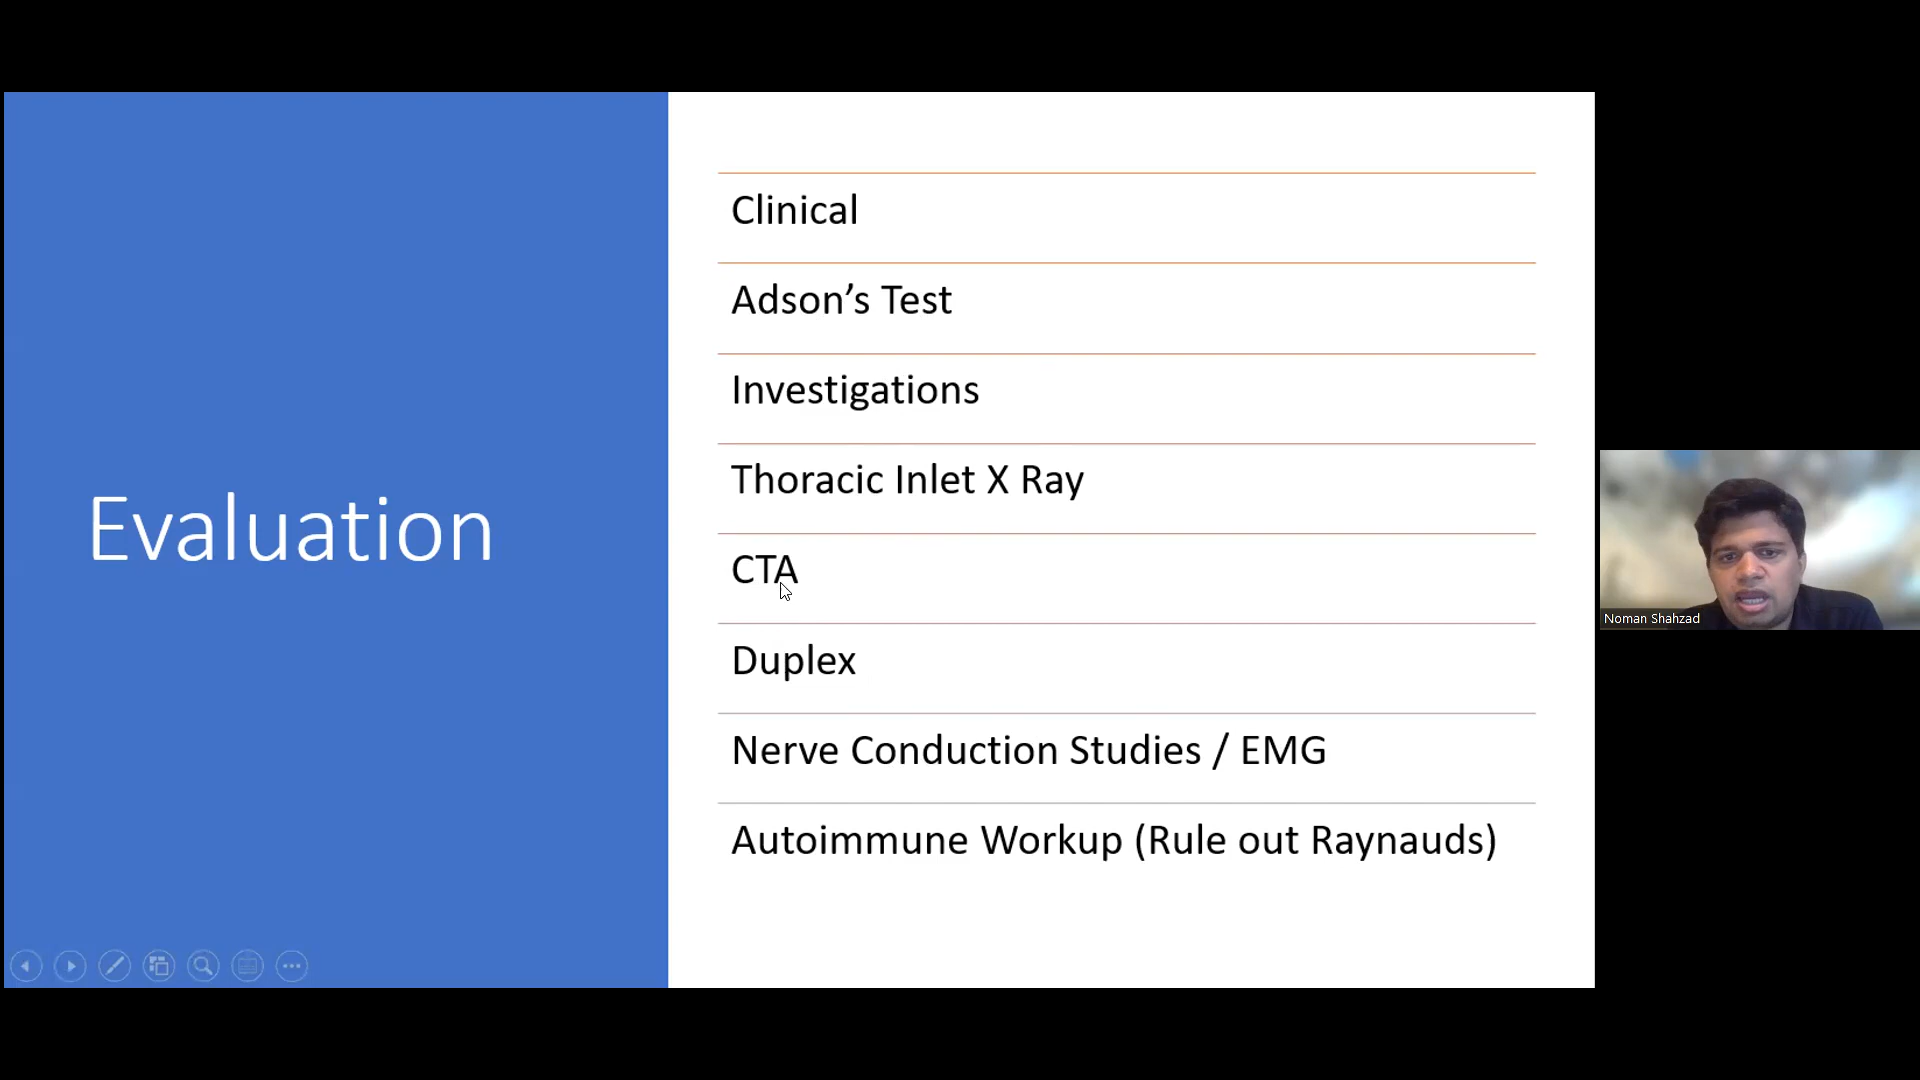 Evaluation
Clinical
Adson’s Test
Investigations
Thoracic Inlet X Ray
CTA
Duplex
Nerve Conduction Studies / EMG
Autoimmune Workup (Rule out Raynauds)
Noman Shahzad